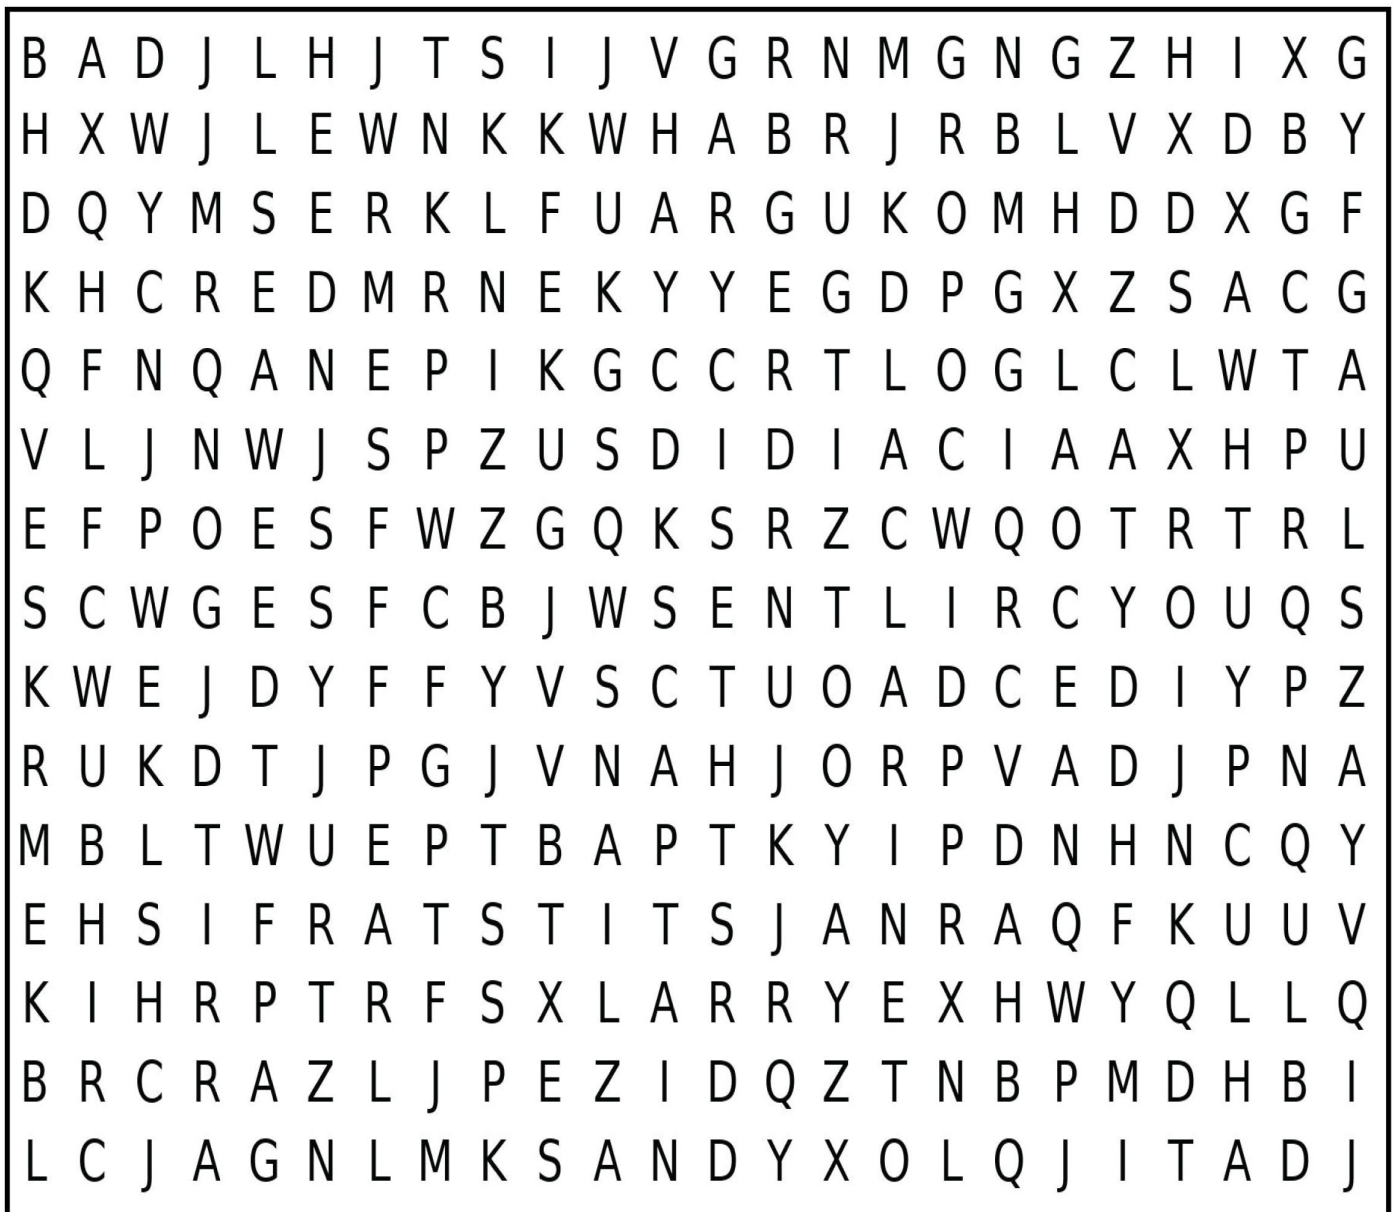 B A D J L H J T S I J V G R N M G N G Z H I X G
H X W J L E W N K K W H A B R J R B L V X D B Y
D Q Y M S E R K L F U A R G U K O M H D D X G F
K H C R E D M R N E K Y Y E G D P G X Z S A C G
Q F N Q A N E P I K G C C R T L O G L C L W T A
V L J N W J S P Z U S D I D I A C I A A X H P U
E F P O E S F W Z G Q K S R Z C W Q O T R T R L
S C W G E S F C B J W S E N T L I R C Y O U Q S
K W E J D Y F F Y V S C T U O A D C E D I Y P Z
R U K D T J P G J V N A H J O R P V A D J P N A
M B L T W U E P T B A P T K Y I P D N H N C Q Y
E H S I F R A T S T I T S J A N R A Q F K U U V
K I H R P T R F S X L A R R Y E X H W Y Q L L Q
B R C R A Z L J P E Z I D Q Z T N B P M D H B I
L C J A G N L M K S A N D Y X O L Q J I T A D J